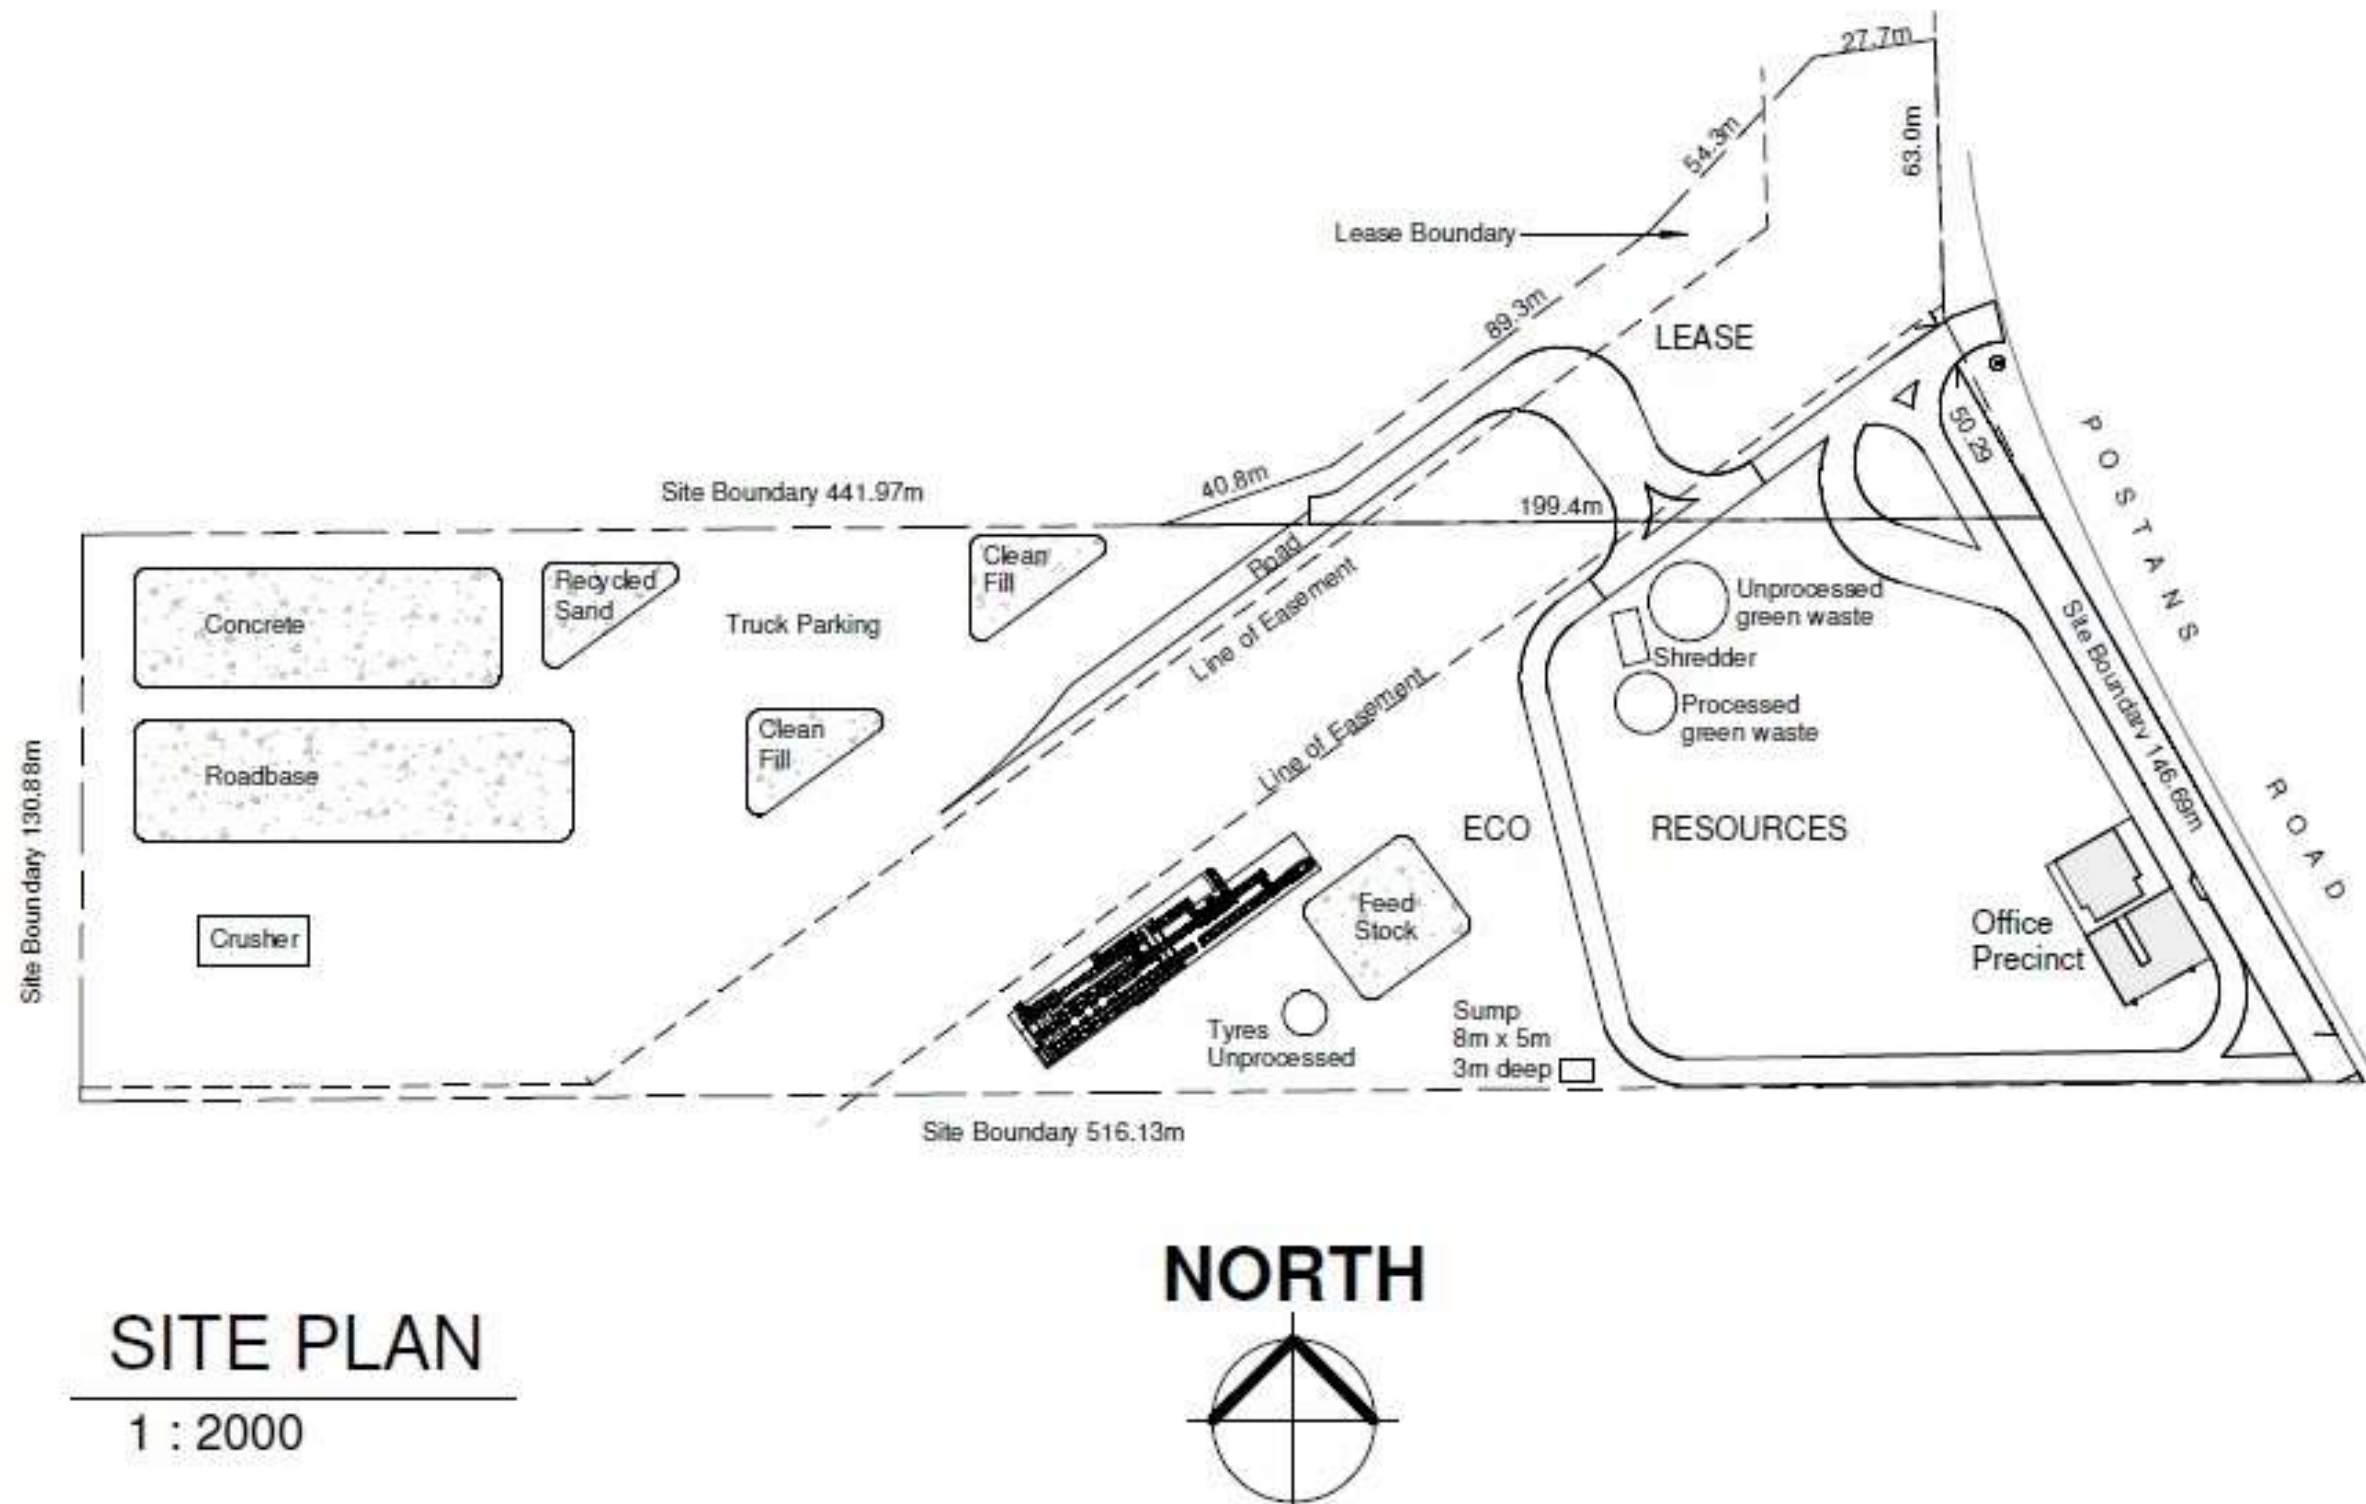 27.7m
54.3m
63.0m
Lease Boundary
89.3m
LEASE
50.29
POSTANS ROAD
Site Boundary 441.97m
40.8m
199.4m
Clean
Fill
Road
Line of Easement
Recycled
Sand
Concrete
Truck Parking
Unprocessed
green waste
Shredder
Processed
green waste
Site Boundary 146.69m
Line of Easement
Clean
Fill
Roadbase
Site Boundary 130.88m
ECO RESOURCES
Feed
Stock
Office
Precinct
Crusher
Tyres
Unprocessed
Sump
8m x 5m
3m deep
Site Boundary 516.13m
NORTH
SITE PLAN
1 : 2000